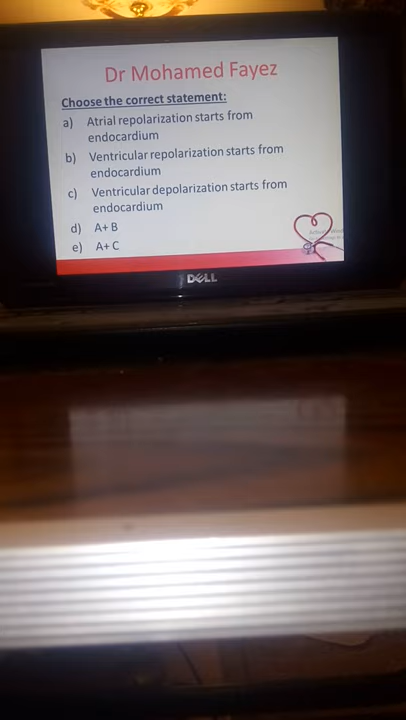 Dr Mohamed Fayez
Choose the correct statement:
a) Atrial repolarization starts from
endocardium
b) Ventricular repolarization starts from
endocardium
c) Ventricular depolarization starts from
endocardium
d) A+ B
e) A+ C
DELL